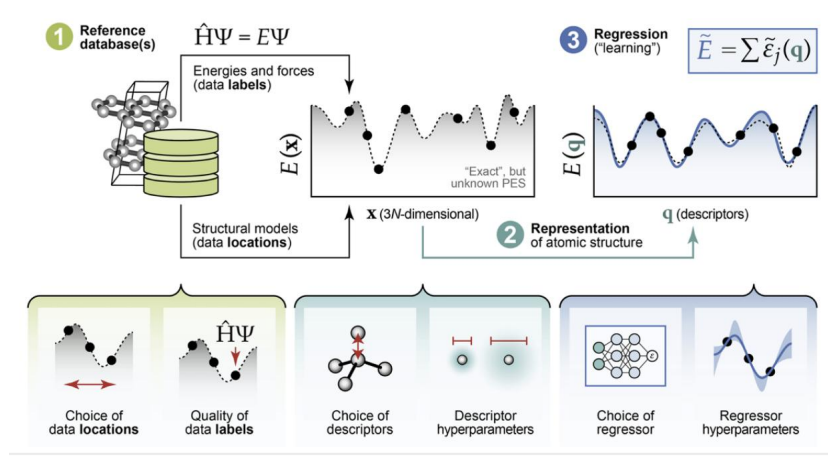 1 Reference
database(s)
ĤΨ = EΨ
Energies and forces
(data labels)
Structural models
(data locations)
E(x)
"Exact", but
unknown PES
x (3N-dimensional)
2 Representation
of atomic structure
3 Regression
("learning")
Ẽ = ∑ ε̃ⱼ(q)
E(q)
q (descriptors)
Choice of
data locations
ĤΨ
Quality of
data labels
Choice of
descriptors
Descriptor
hyperparameters
ε
Choice of
regressor
Regressor
hyperparameters